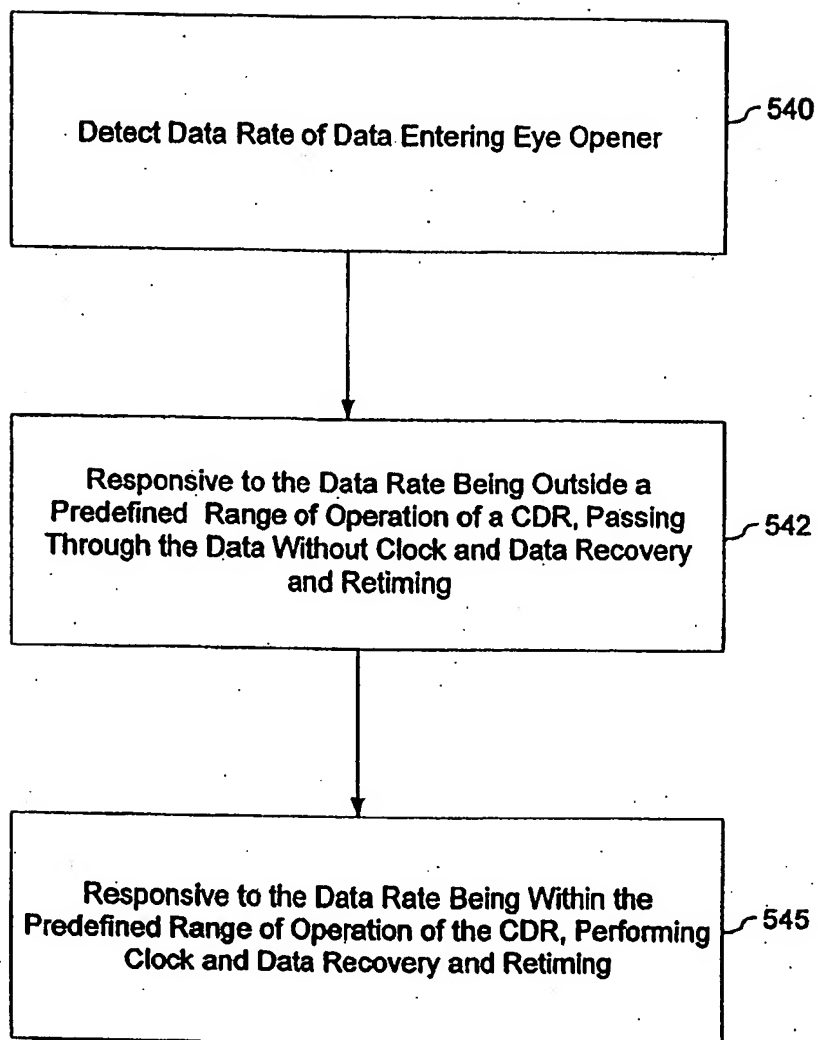 Detect Data Rate of Data Entering Eye Opener
540
Responsive to the Data Rate Being Outside a
Predefined Range of Operation of a CDR, Passing
Through the Data Without Clock and Data Recovery
and Retiming
542
Responsive to the Data Rate Being Within the
Predefined Range of Operation of the CDR, Performing
Clock and Data Recovery and Retiming
545